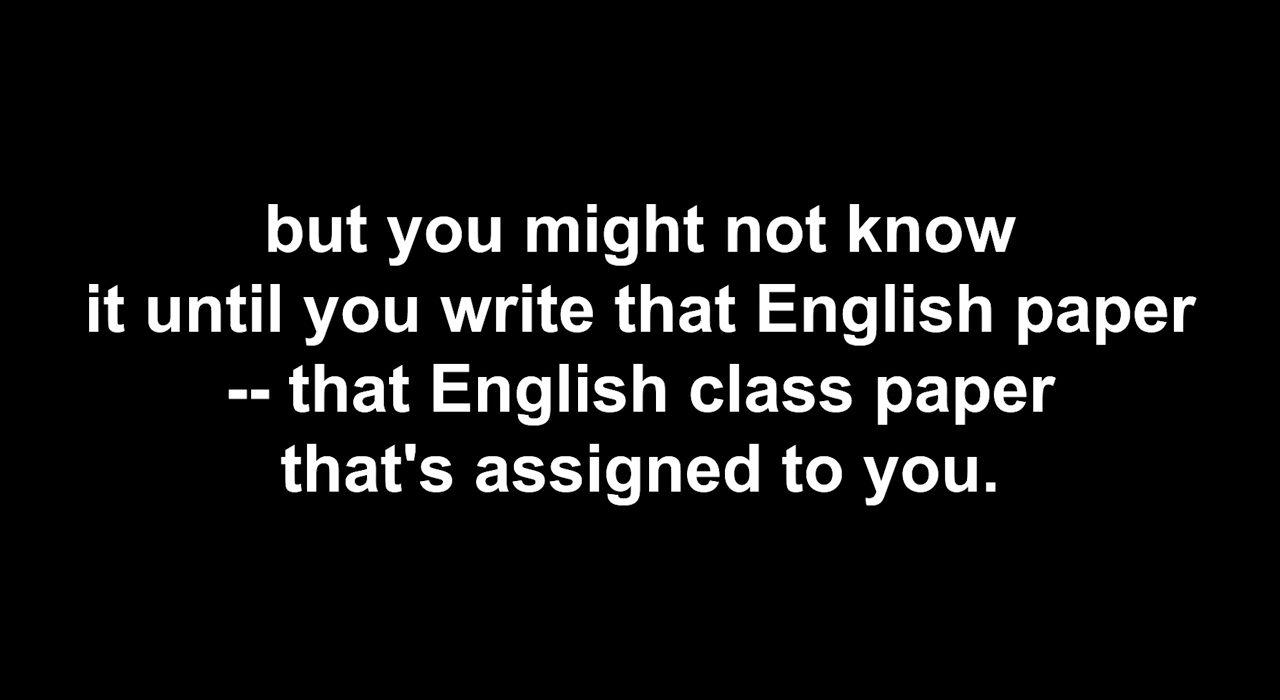 but you might not know
it until you write that English paper
-- that English class paper
that's assigned to you.